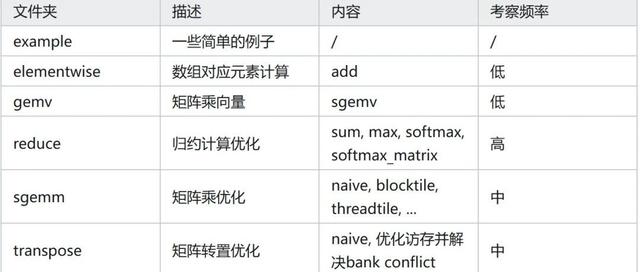 文件夹 描述 内容 考察频率
example 一些简单的例子 / /
elementwise 数组对应元素计算 add 低
gemv 矩阵乘向量 sgemv 低
reduce 归约计算优化 sum, max, softmax, softmax_matrix 高
sgemm 矩阵乘优化 naive, blocktile, threadtile, ... 中
transpose 矩阵转置优化 naive, 优化访存并解决bank conflict 中